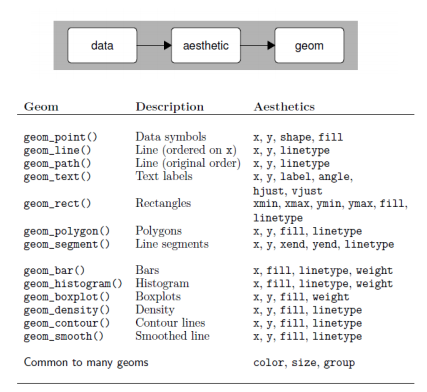 data aesthetic geom
Geom Description Aesthetics
geom_point() Data symbols x, y, shape, fill
geom_line() Line (ordered on x) x, y, linetype
geom_path() Line (original order) x, y, linetype
geom_text() Text labels x, y, label, angle,
hjust, vjust
geom_rect() Rectangles xmin, xmax, ymin, ymax, fill,
linetype
geom_polygon() Polygons x, y, fill, linetype
geom_segment() Line segments x, y, xend, yend, linetype
geom_bar() Bars x, fill, linetype, weight
geom_histogram() Histogram x, fill, linetype, weight
geom_boxplot() Boxplots x, y, fill, weight
geom_density() Density x, y, fill, linetype
geom_contour() Contour lines x, y, fill, linetype
geom_smooth() Smoothed line x, y, fill, linetype
Common to many geoms color, size, group